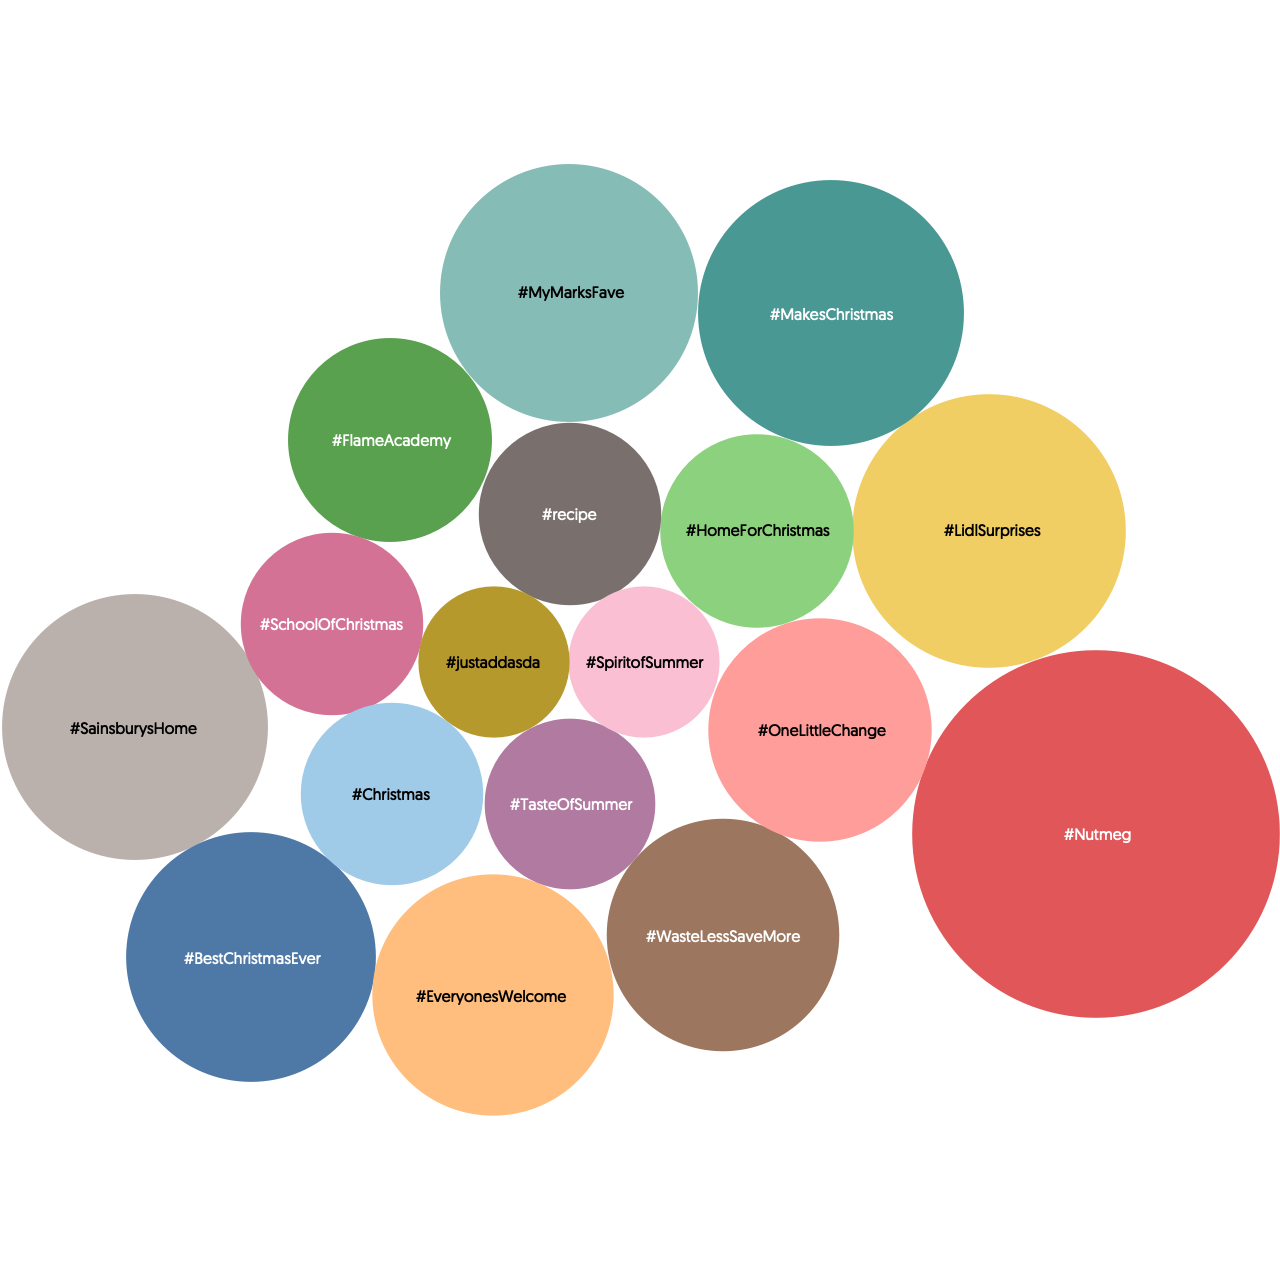 #MyMarksFave
#MakesChristmas
#FlameAcademy
#recipe
#HomeForChristmas
#LidlSurprises
#SchoolOfChristmas
#justaddasda
#SpiritofSummer
#SainsburysHome
#OneLittleChange
#Christmas
#TasteOfSummer
#Nutmeg
#WasteLessSaveMore
#BestChristmasEver
#EveryonesWelcome